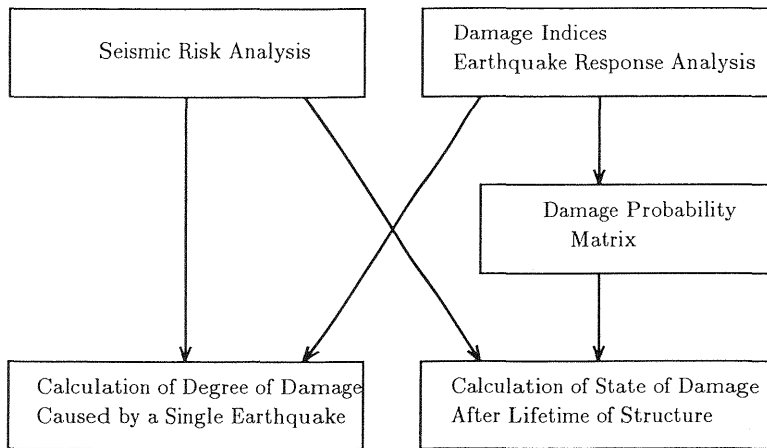 Seismic Risk Analysis
Damage Indices
Earthquake Response Analysis
Damage Probability
Matrix
Calculation of Degree of Damage
Caused by a Single Earthquake
Calculation of State of Damage
After Lifetime of Structure